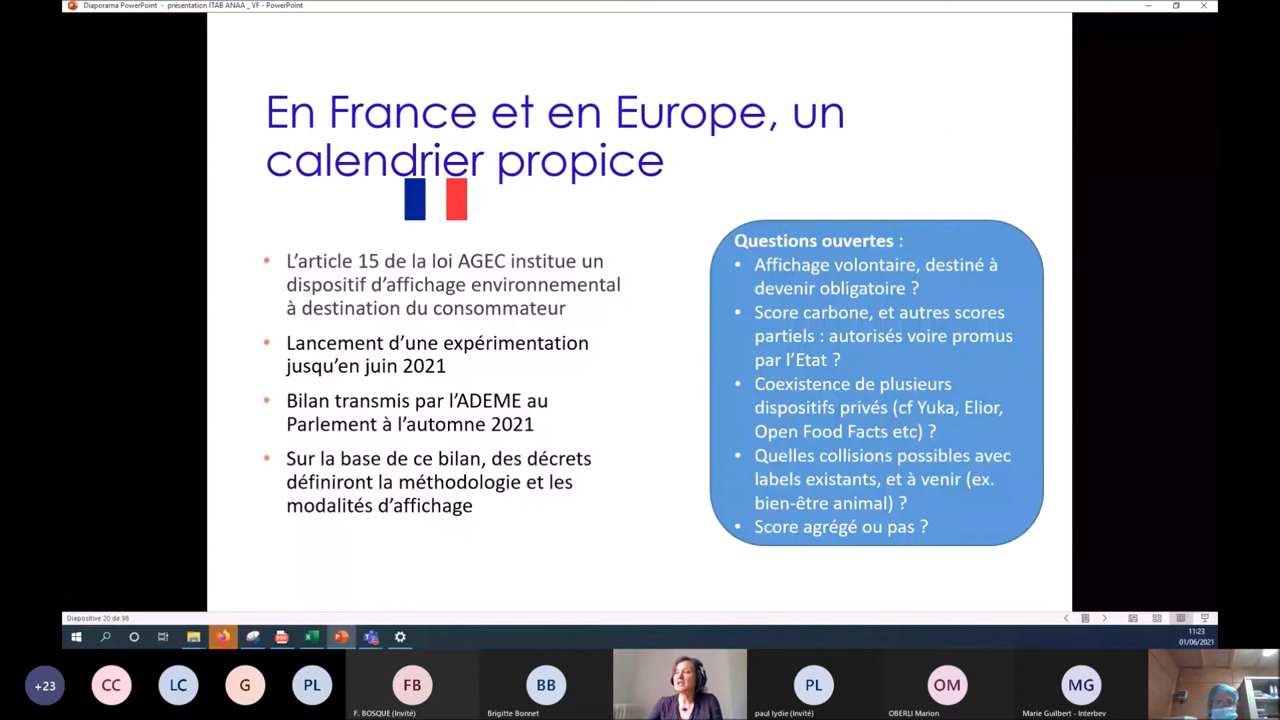 Diaporama PowerPoint - présentation ITAB ANAA _ VF - PowerPoint
En France et en Europe, un
calendrier propice
• L’article 15 de la loi AGEC institue un
dispositif d’affichage environnemental
à destination du consommateur
• Lancement d’une expérimentation
jusqu’en juin 2021
• Bilan transmis par l’ADEME au
Parlement à l’automne 2021
• Sur la base de ce bilan, des décrets
définiront la méthodologie et les
modalités d’affichage
Questions ouvertes :
• Affichage volontaire, destiné à
devenir obligatoire ?
• Score carbone, et autres scores
partiels : autorisés voire promus
par l’Etat ?
• Coexistence de plusieurs
dispositifs privés (cf Yuka, Elior,
Open Food Facts etc) ?
• Quelles collisions possibles avec
labels existants, et à venir (ex.
bien-être animal) ?
• Score agrégé ou pas ?
Diapositive 20 de 98
11:23
01/06/2021
+23
CC
LC
G
PL
FB
F. BOSQUE (Invité)
BB
Brigitte Bonnet
PL
paul lydie (Invité)
OM
OBERLI Marion
MG
Marie Guilbert - Interbev